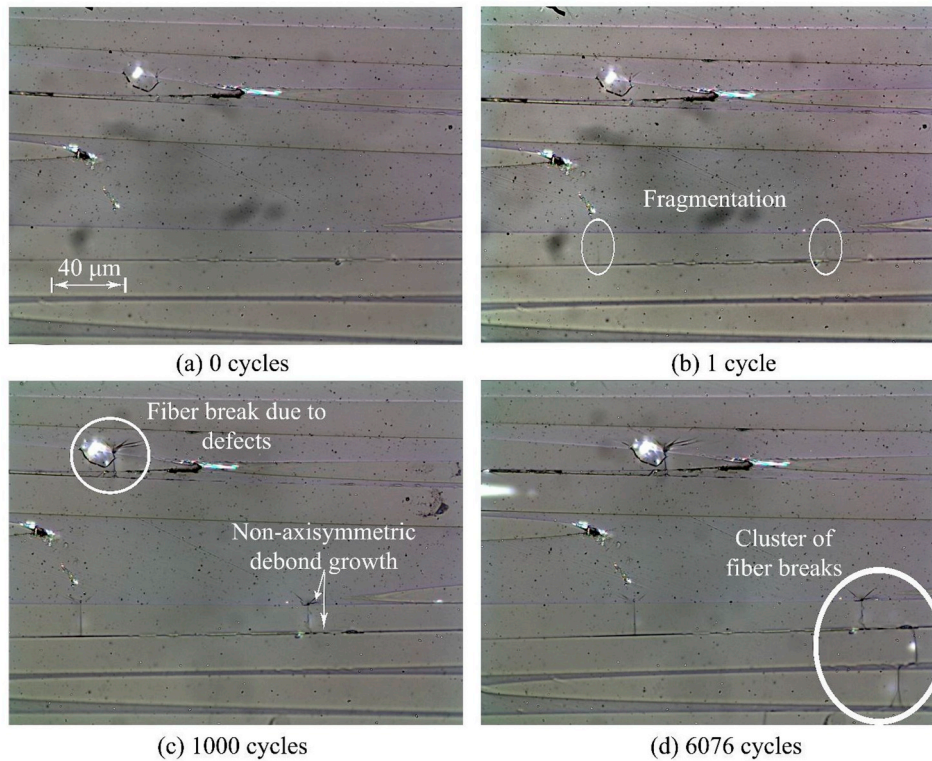 Fragmentation
40 μm
(a) 0 cycles
(b) 1 cycle
Fiber break due to
defects
Non-axisymmetric
debond growth
Cluster of
fiber breaks
(c) 1000 cycles
(d) 6076 cycles